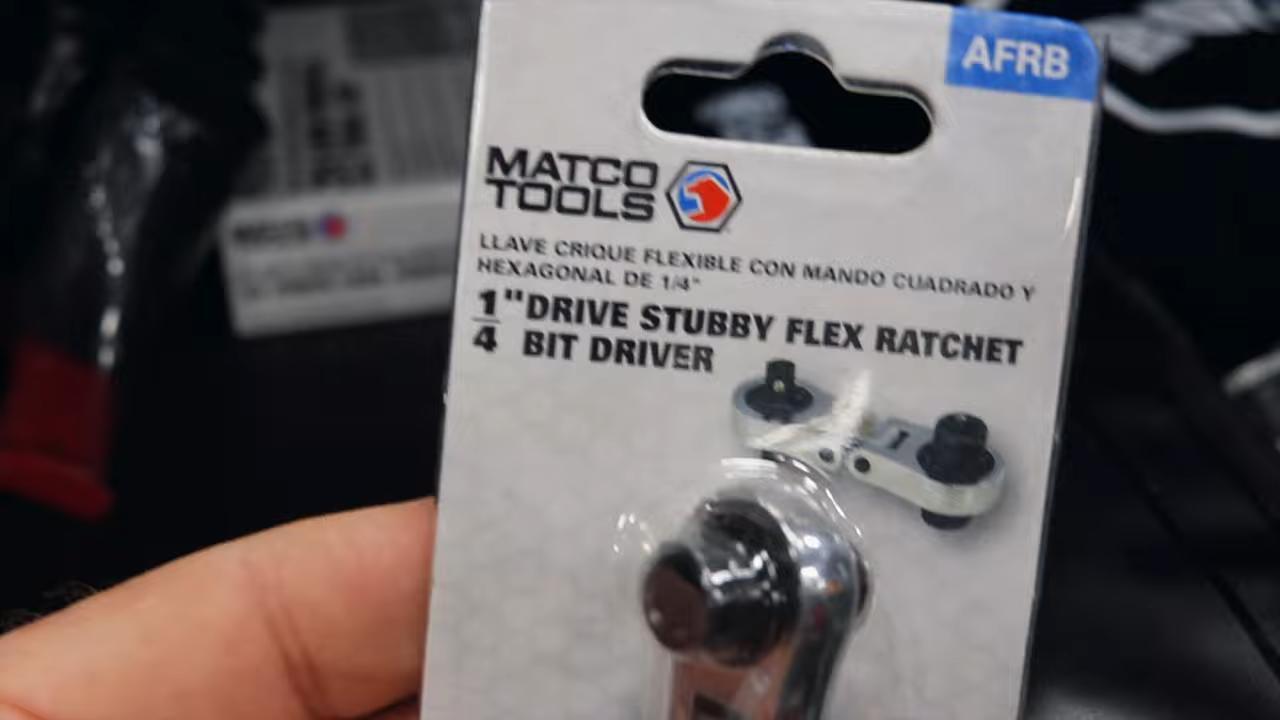 AFRB
MATCO
TOOLS
LLAVE CRIQUE FLEXIBLE CON MANDO CUADRADO Y
HEXAGONAL DE 1/4"
1/4" DRIVE STUBBY FLEX RATCHET
BIT DRIVER